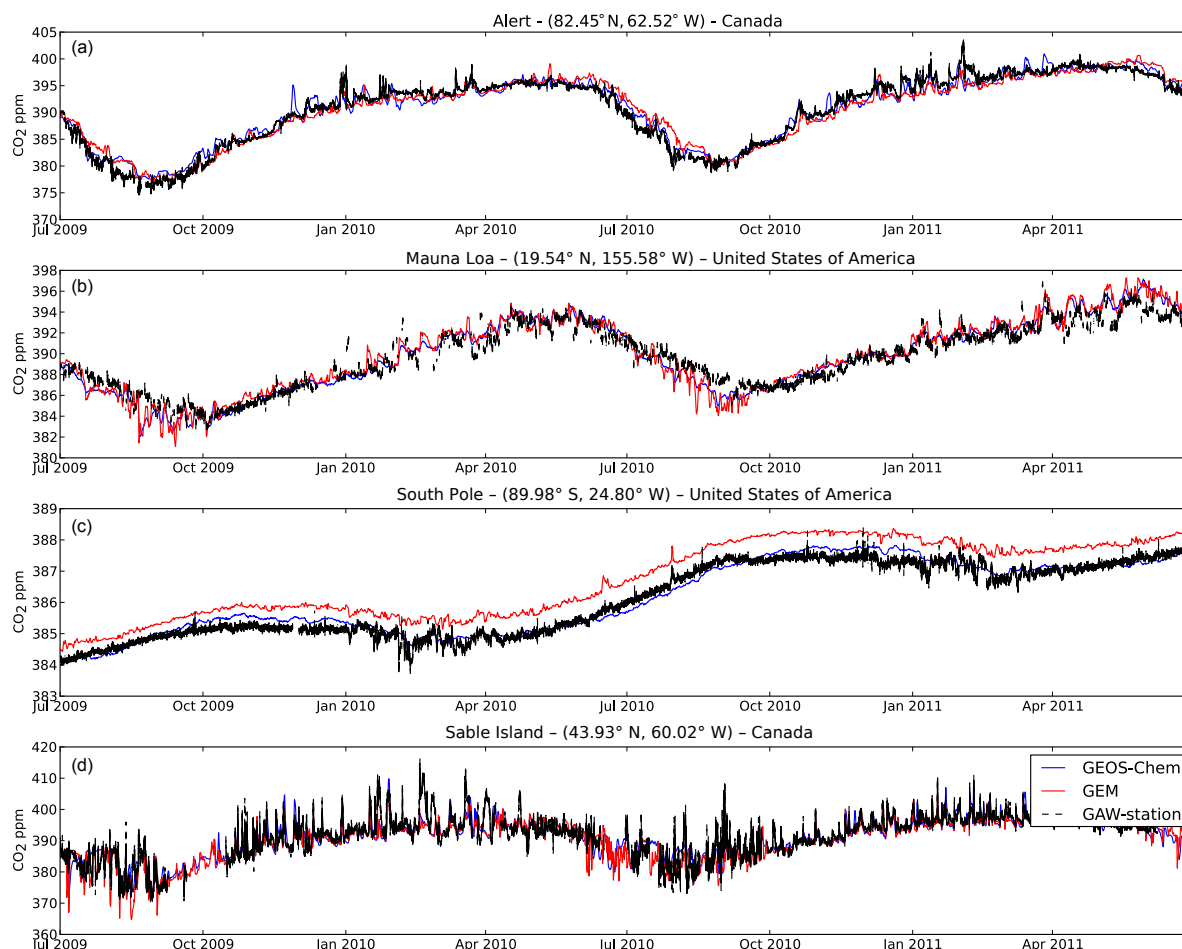 Alert - (82.45° N, 62.52° W) - Canada
(a)
CO2 ppm
405
400
395
390
385
380
375
370
Jul 2009 Oct 2009 Jan 2010 Apr 2010 Jul 2010 Oct 2010 Jan 2011 Apr 2011
Mauna Loa – (19.54° N, 155.58° W) – United States of America
(b)
CO2 ppm
398
396
394
392
390
388
386
384
382
380
Jul 2009 Oct 2009 Jan 2010 Apr 2010 Jul 2010 Oct 2010 Jan 2011 Apr 2011
South Pole – (89.98° S, 24.80° W) – United States of America
(c)
CO2 ppm
389
388
387
386
385
384
383
Jul 2009 Oct 2009 Jan 2010 Apr 2010 Jul 2010 Oct 2010 Jan 2011 Apr 2011
Sable Island – (43.93° N, 60.02° W) – Canada
(d)
CO2 ppm
420
410
400
390
380
370
360
GEOS-Chem
GEM
GAW-station
Jul 2009 Oct 2009 Jan 2010 Apr 2010 Jul 2010 Oct 2010 Jan 2011 Apr 2011